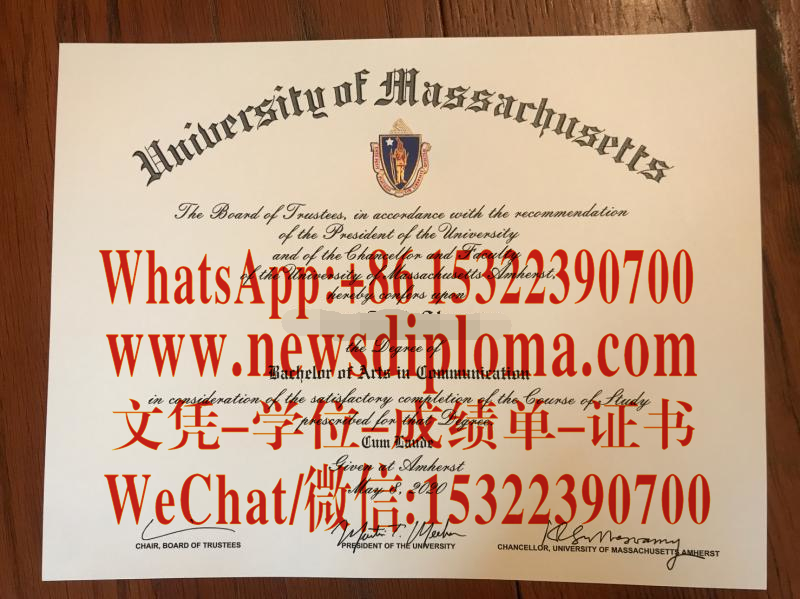 University of Massachusetts
The Board of Trustees, in accordance with the recommendation
of the President of the University
and of the Chancellor and Faculty
of the University of Massachusetts Amherst,
WhatsApp:+86 15322390700
hereby confers upon
the Degree of
www.newsdiploma.com
Bachelor of Arts in Communication
in consideration of the satisfactory completion of the Course of Study
prescribed for that Degree
文凭-学位-成绩单-证书
Cum Laude
Given at Amherst
May 8, 2020
WeChat/微信:15322390700
CHAIR, BOARD OF TRUSTEES
PRESIDENT OF THE UNIVERSITY
CHANCELLOR, UNIVERSITY OF MASSACHUSETTS AMHERST